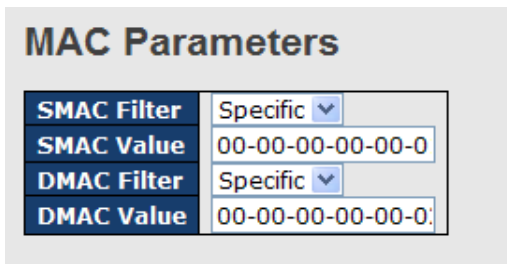 MAC Parameters
SMAC Filter Specific
SMAC Value 00-00-00-00-00-0
DMAC Filter Specific
DMAC Value 00-00-00-00-00-0